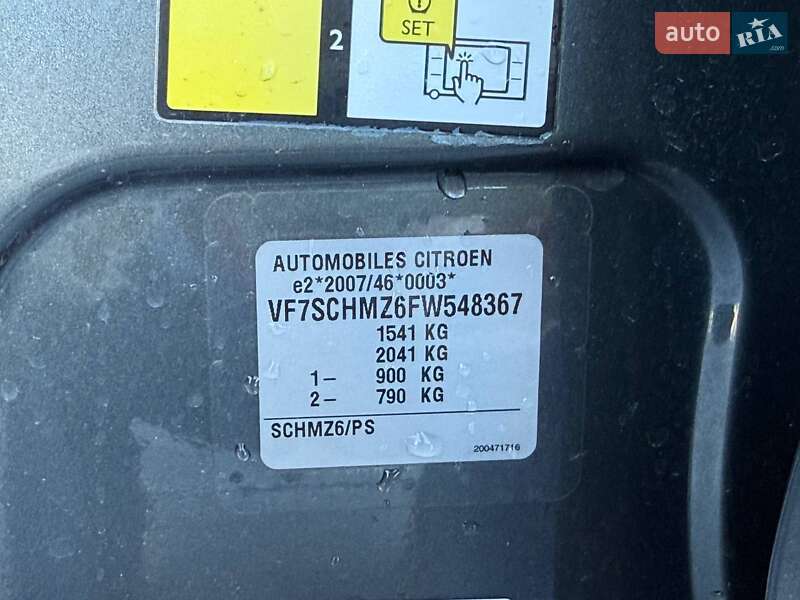 auto RIA
.com
SET
2
AUTOMOBILES CITROEN
e2*2007/46*0003*
VF7SCHMZ6FW548367
1541 KG
2041 KG
1– 900 KG
2– 790 KG
SCHMZ6/PS
200471716